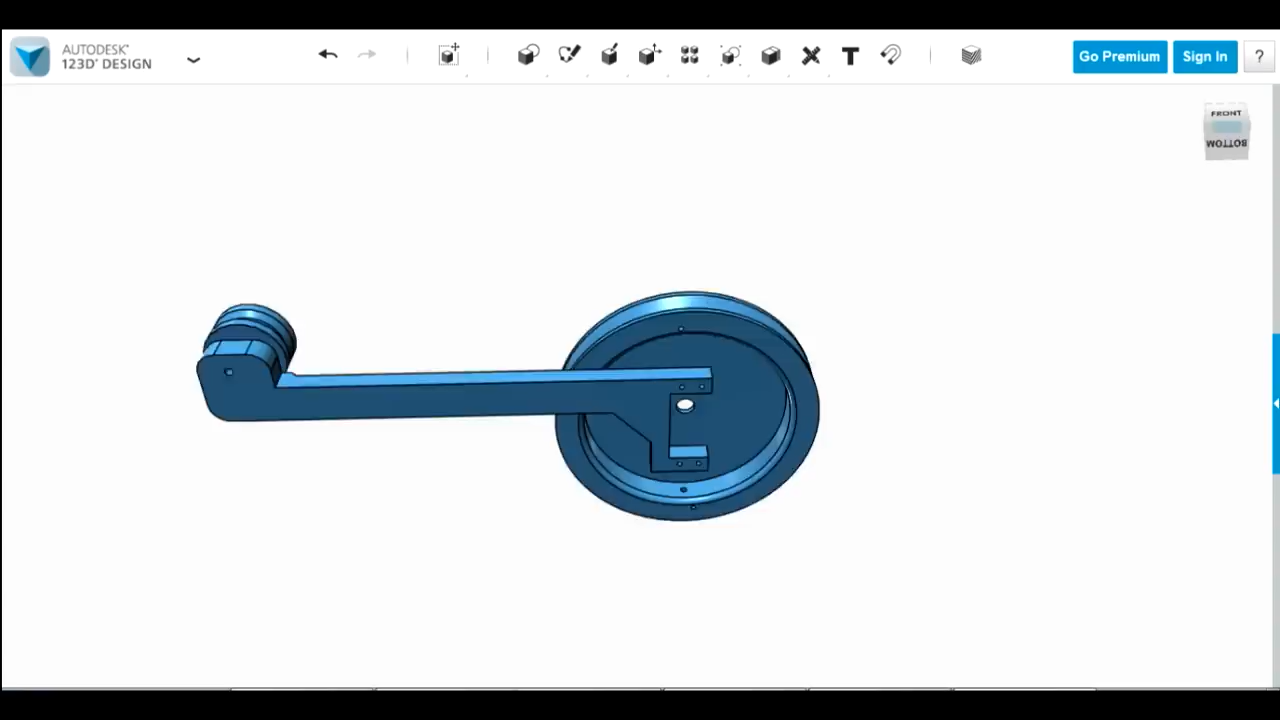 AUTODESK®
123D® DESIGN
Go Premium
Sign In
?
FRONT
BOTTOM